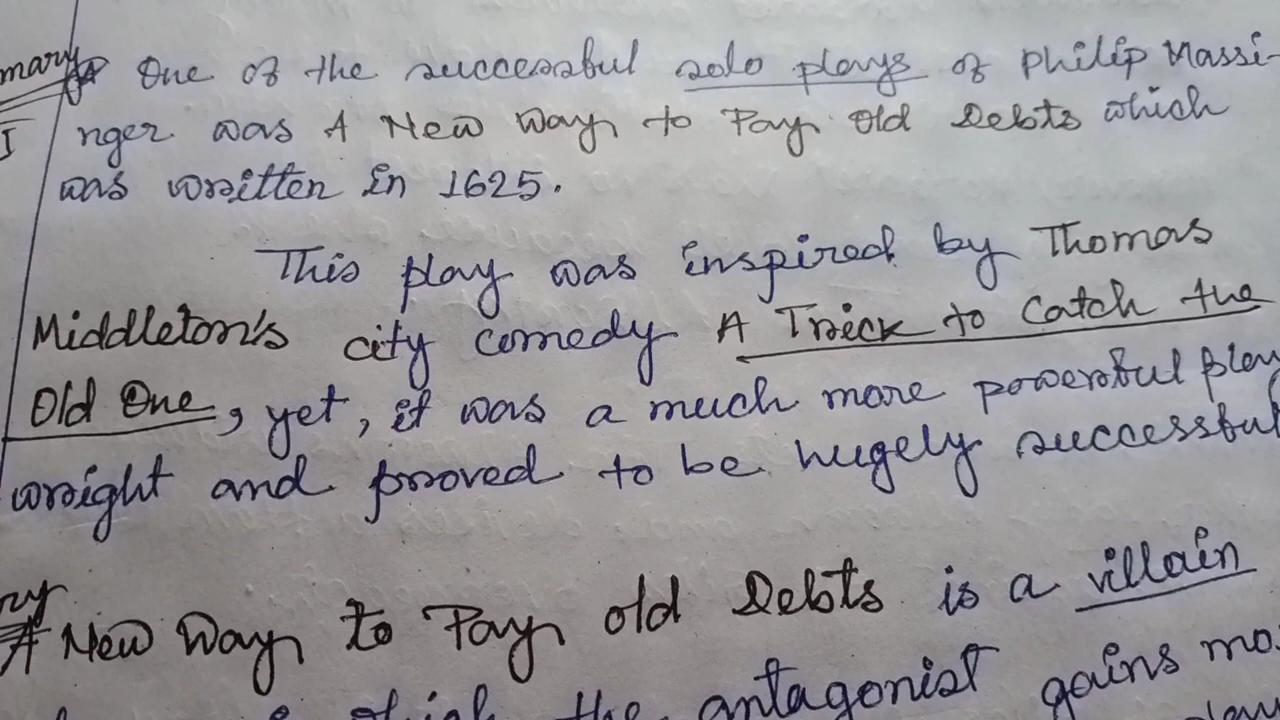 mary One of the successful solo plays of Philip Massi-
I nger was A New Way to Pay Old Debts which
was written in 1625.
This play was inspired by Thomas
Middleton's city comedy A Trick to Catch the
Old One, yet, it was a much more powerful play
wright and proved to be hugely successful
ry
A New Way to Pay old Debts is a villain
which the antagonist gains